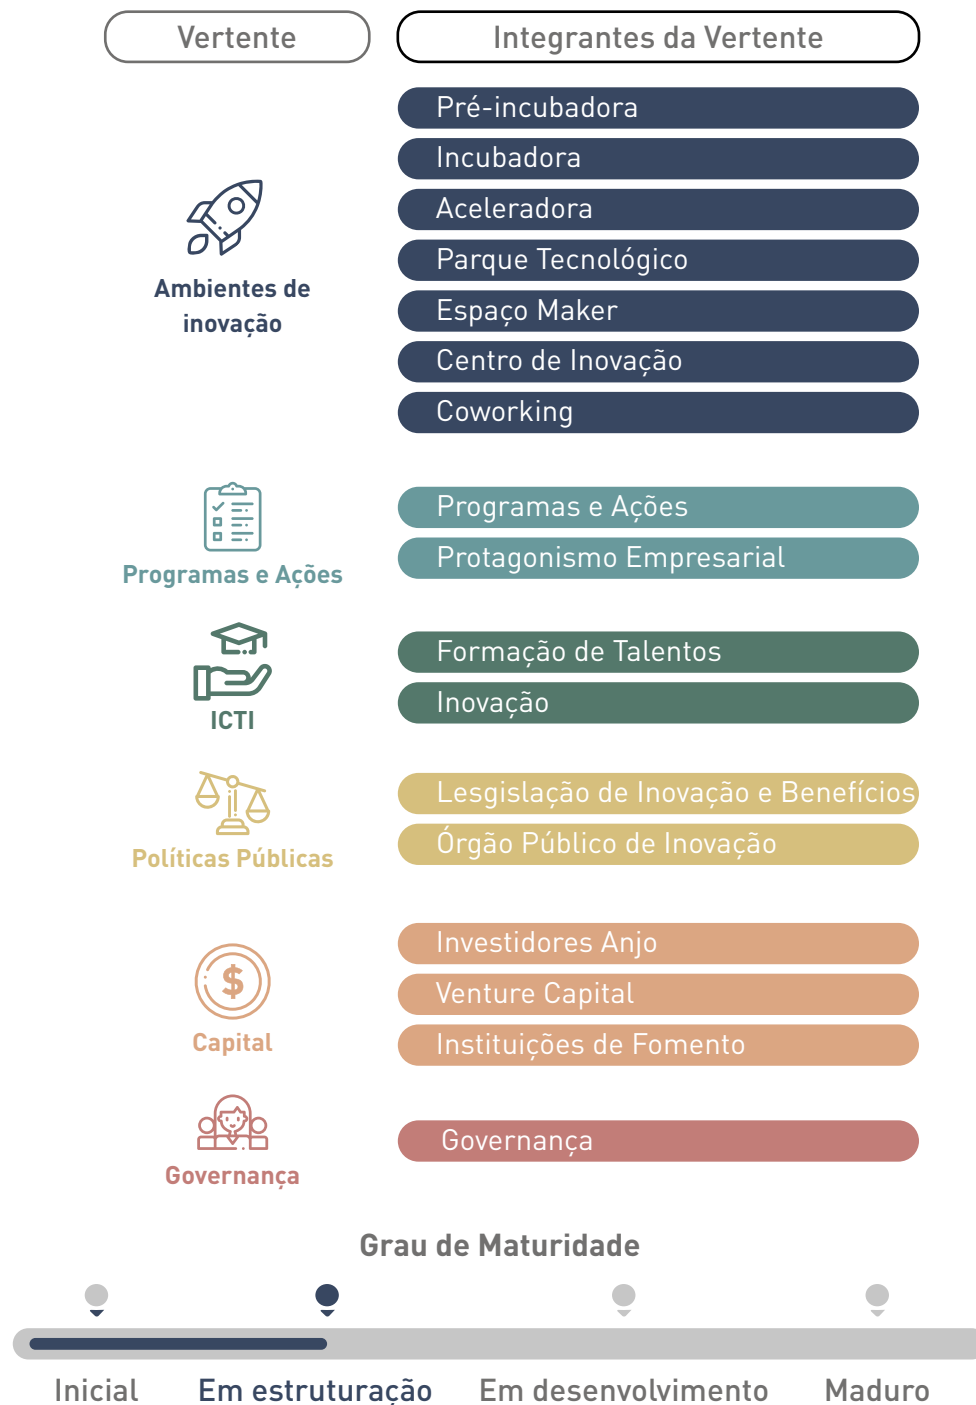 Vertente
Integrantes da Vertente
Ambientes de
inovação
Pré-incubadora
Incubadora
Aceleradora
Parque Tecnológico
Espaço Maker
Centro de Inovação
Coworking
Programas e Ações
Programas e Ações
Protagonismo Empresarial
ICTI
Formação de Talentos
Inovação
Políticas Públicas
Lesgislação de Inovação e Benefícios
Órgão Público de Inovação
$
Capital
Investidores Anjo
Venture Capital
Instituições de Fomento
Governança
Governança
Grau de Maturidade
Inicial
Em estruturação
Em desenvolvimento
Maduro